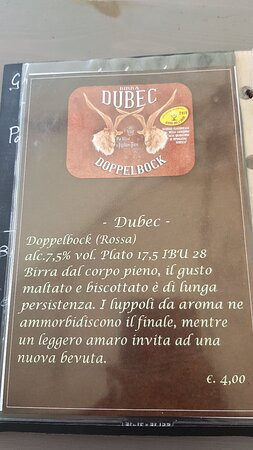 BIRRA
DUBEC
DOPPELBOCK
- Dubec -
Doppelbock (Rossa)
alc.7,5% vol. Plato 17,5 IBU 28
Birra dal corpo pieno, il gusto
maltato e biscottato è di lunga
persistenza. I luppoli da aroma ne
ammorbidiscono il finale, mentre
un leggero amaro invita ad una
nuova bevuta.
€. 4,00